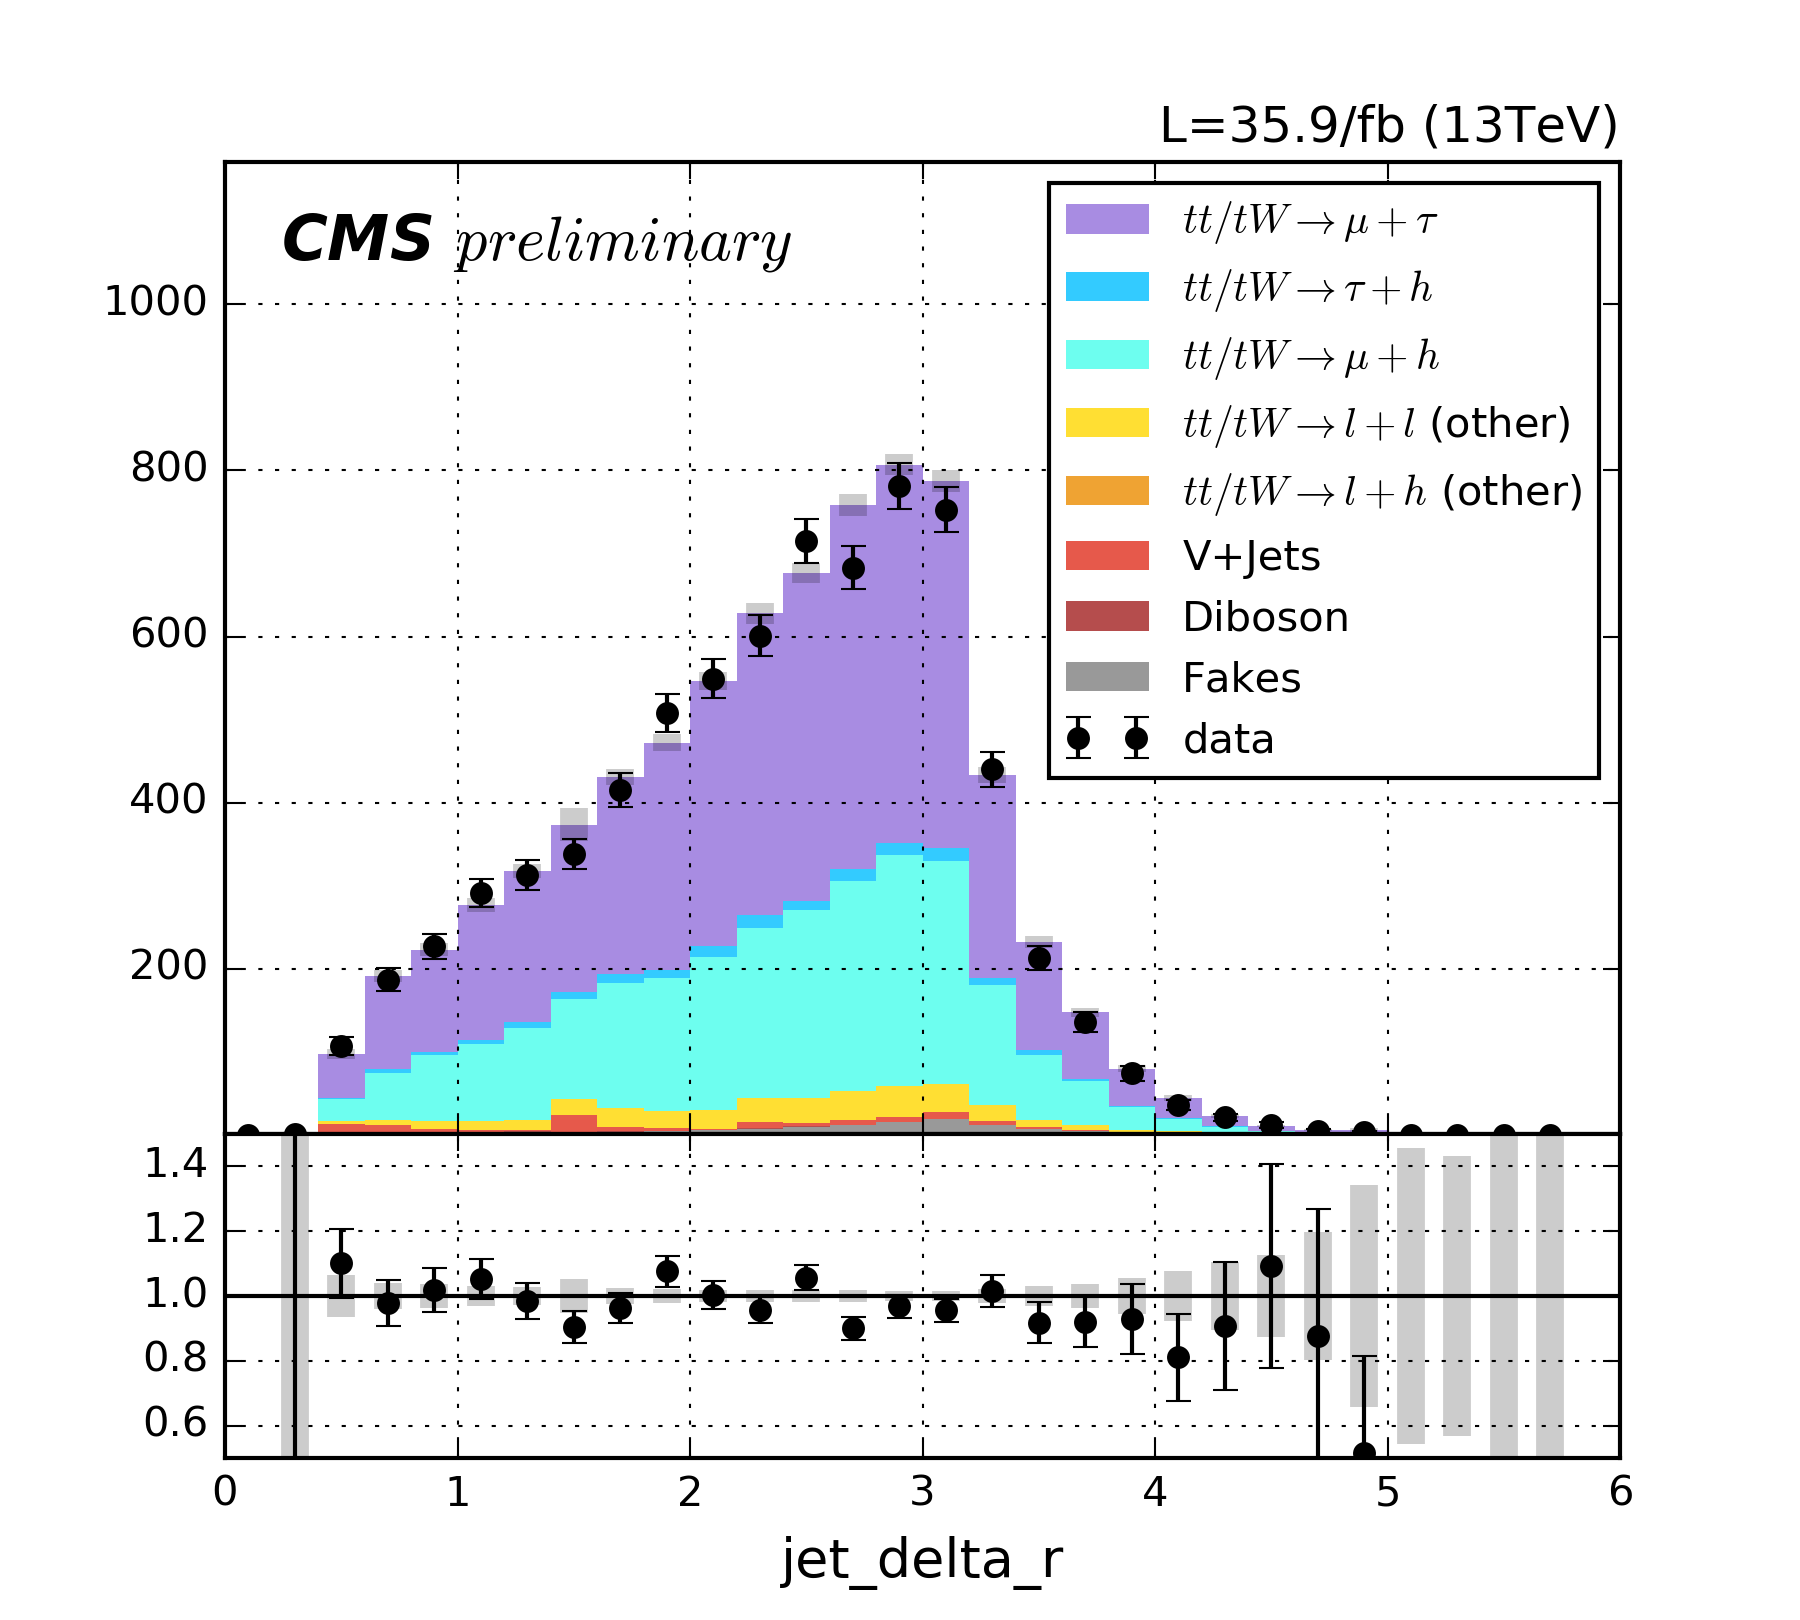 L=35.9/fb (13TeV)
CMS preliminary
tt/tW→μ+τ
tt/tW→τ+h
tt/tW→μ+h
tt/tW→l+l (other)
tt/tW→l+h (other)
V+Jets
Diboson
Fakes
data
1000
800
600
400
200
1.4
1.2
1.0
0.8
0.6
0 1 2 3 4 5 6
jet_delta_r